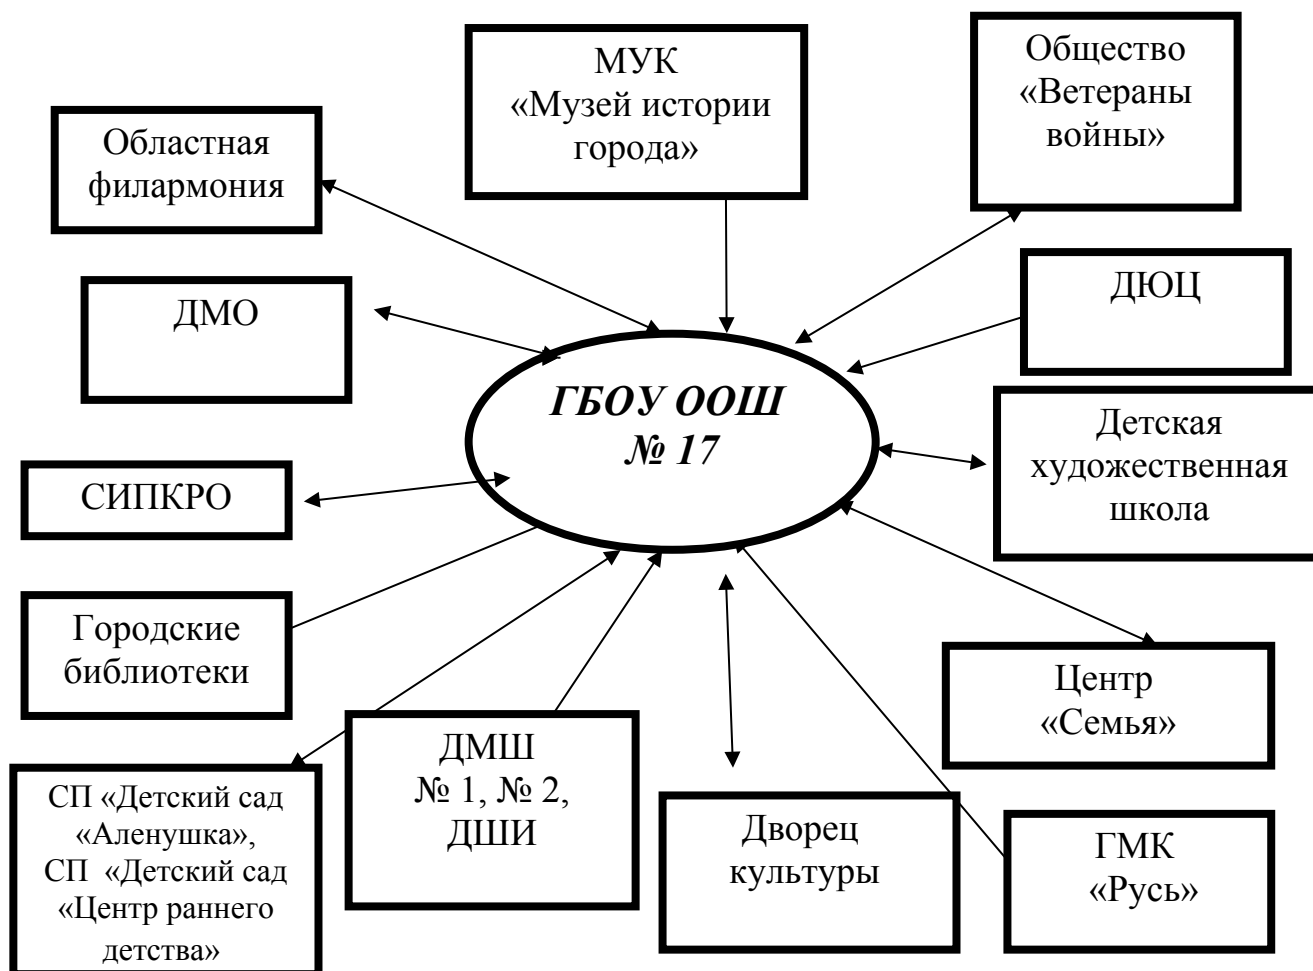 МУК
«Музей истории
города»
Общество
«Ветераны
войны»
Областная
филармония
ДМО
ДЮЦ
ГБОУ ООШ
№ 17
Детская
художественная
школа
СИПКРО
Городские
библиотеки
Центр
«Семья»
СП «Детский сад
«Аленушка»,
СП «Детский сад
«Центр раннего
детства»
ДМШ
№ 1, № 2,
ДШИ
Дворец
культуры
ГМК
«Русь»